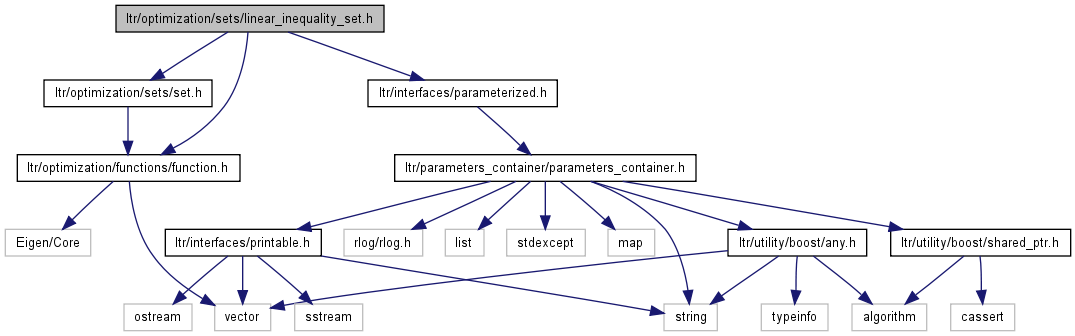 ltr/optimization/sets/linear_inequality_set.h
ltr/optimization/sets/set.h
ltr/interfaces/parameterized.h
ltr/optimization/functions/function.h
ltr/parameters_container/parameters_container.h
Eigen/Core
ltr/interfaces/printable.h
rlog/rlog.h
list
stdexcept
map
ltr/utility/boost/any.h
ltr/utility/boost/shared_ptr.h
ostream
vector
sstream
string
typeinfo
algorithm
cassert